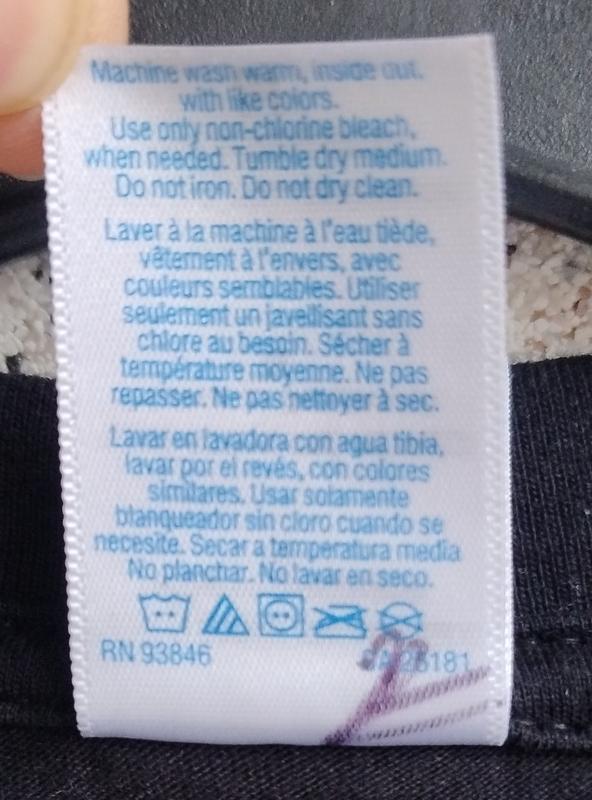 Machine wash warm, inside out,
with like colors.
Use only non-chlorine bleach,
when needed. Tumble dry medium.
Do not iron. Do not dry clean.
Laver à la machine à l'eau tiède,
vêtement à l'envers, avec
couleurs semblables. Utiliser
seulement un javellisant sans
chlore au besoin. Sécher à
température moyenne. Ne pas
repasser. Ne pas nettoyer à sec.
Lavar en lavadora con agua tibia,
lavar por el revés, con colores
similares. Usar solamente
blanqueador sin cloro cuando se
necesite. Secar a temperatura media
No planchar. No lavar en seco.
RN 93846